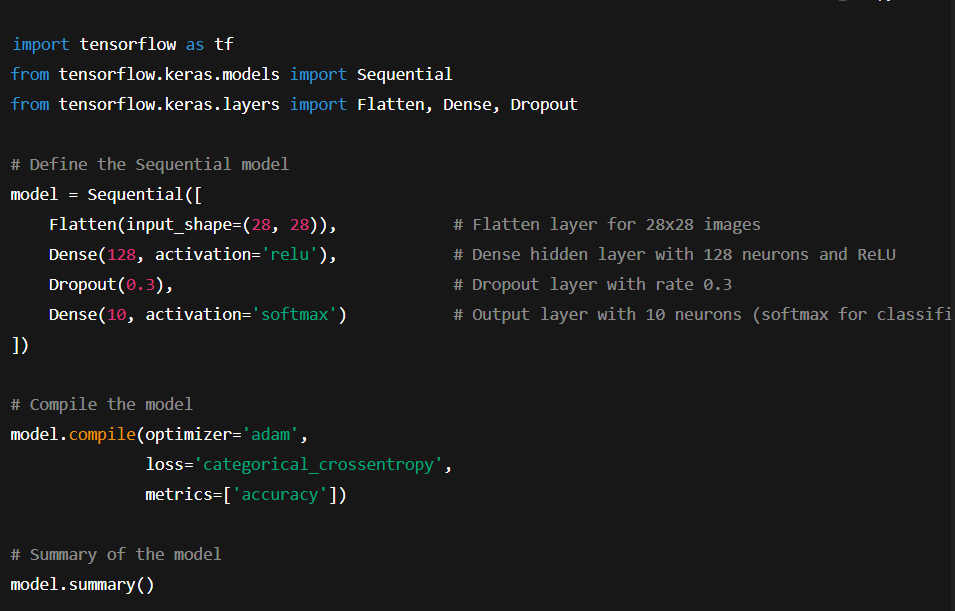 import tensorflow as tf
from tensorflow.keras.models import Sequential
from tensorflow.keras.layers import Flatten, Dense, Dropout
# Define the Sequential model
model = Sequential([
    Flatten(input_shape=(28, 28)),            # Flatten layer for 28x28 images
    Dense(128, activation='relu'),            # Dense hidden layer with 128 neurons and ReLU
    Dropout(0.3),                             # Dropout layer with rate 0.3
    Dense(10, activation='softmax')           # Output layer with 10 neurons (softmax for classifi
])
# Compile the model
model.compile(optimizer='adam',
              loss='categorical_crossentropy',
              metrics=['accuracy'])
# Summary of the model
model.summary()